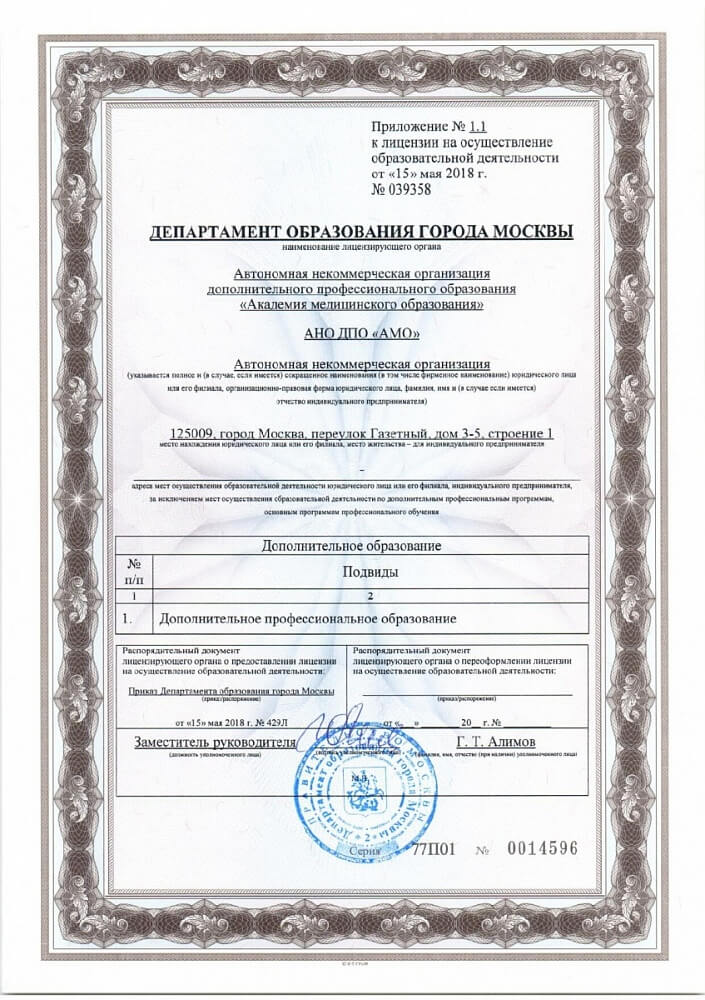 Приложение № 1.1
к лицензии на осуществление
образовательной деятельности
от «15» мая 2018 г.
№ 039358
ДЕПАРТАМЕНТ ОБРАЗОВАНИЯ ГОРОДА МОСКВЫ
наименование лицензирующего органа
Автономная некоммерческая организация
дополнительного профессионального образования
«Академия медицинского образования»
АНО ДПО «АМО»
Автономная некоммерческая организация
(указывается полное и (в случае, если имеется) сокращенное наименования (в том числе фирменное наименование) юридического лица
или его филиала, организационно-правовая форма юридического лица, фамилия, имя и (в случае если имеется)
отчество индивидуального предпринимателя)
125009, город Москва, переулок Газетный, дом 3-5, строение 1
место нахождения юридического лица или его филиала, место жительства – для индивидуального предпринимателя
-
адреса мест осуществления образовательной деятельности юридического лица или его филиала, индивидуального предпринимателя,
за исключением мест осуществления образовательной деятельности по дополнительным профессиональным программам,
основным программам профессионального обучения
Дополнительное образование
№
п/п
Подвиды
1
2
1.
Дополнительное профессиональное образование
Распорядительный документ
лицензирующего органа о предоставлении лицензии
на осуществление образовательной деятельности:
Приказ Департамента образования города Москвы
(приказ/распоряжение)
от «15» мая 2018 г. № 429Л
Распорядительный документ
лицензирующего органа о переоформлении лицензии
на осуществление образовательной деятельности:
(приказ/распоряжение)
от «__» ________ 20__ г. №________
Заместитель руководителя
(должность уполномоченного лица)
Г. Т. Алимов
фамилия, имя, отчество (при наличии) уполномоченного лица)
М.П.
Департамент образования города Москвы
Серия 77П01 № 0014596